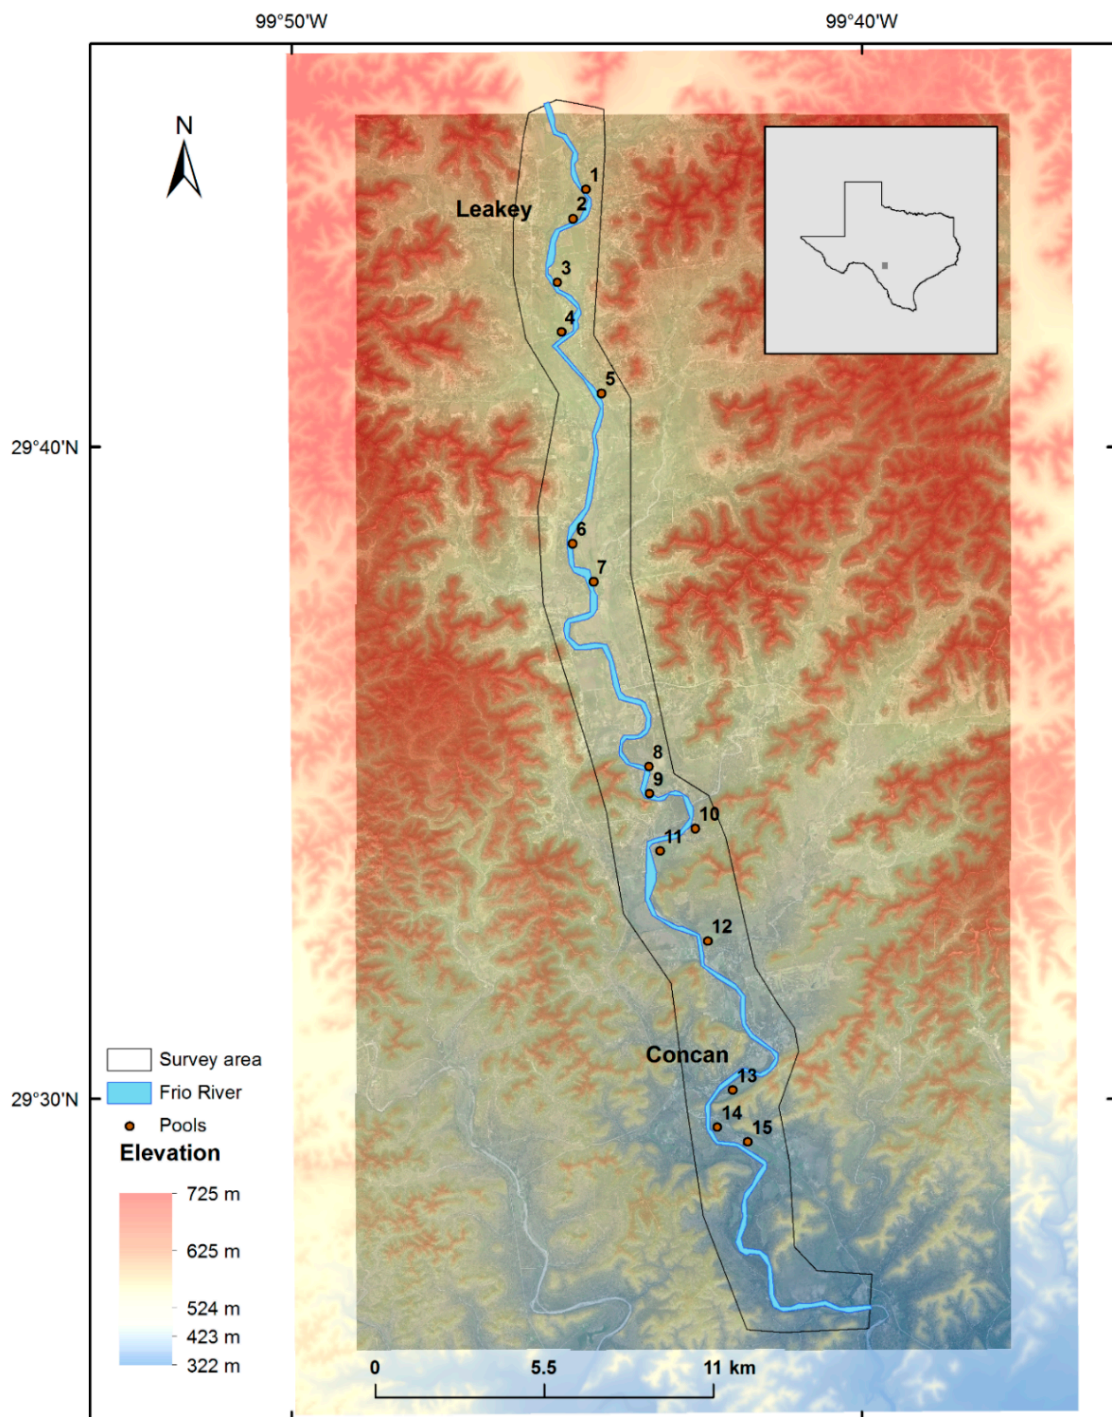 99°50'W
99°40'W
N
1
Leakey
2
3
4
5
29°40'N
6
7
8
9
10
11
12
Concan
Survey area
13
Frio River
29°30'N
14
Pools
15
Elevation
725 m
625 m
524 m
423 m
322 m
0
5.5
11 km